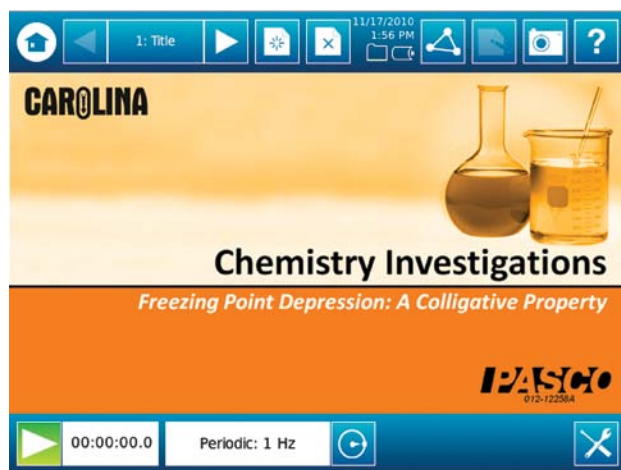 11/17/2010
1: Title
1:56 PM
?
CAROLINA
Chemistry Investigations
Freezing Point Depression: A Colligative Property
PASCO
012-12258A
00:00:00.0
Periodic: 1 Hz